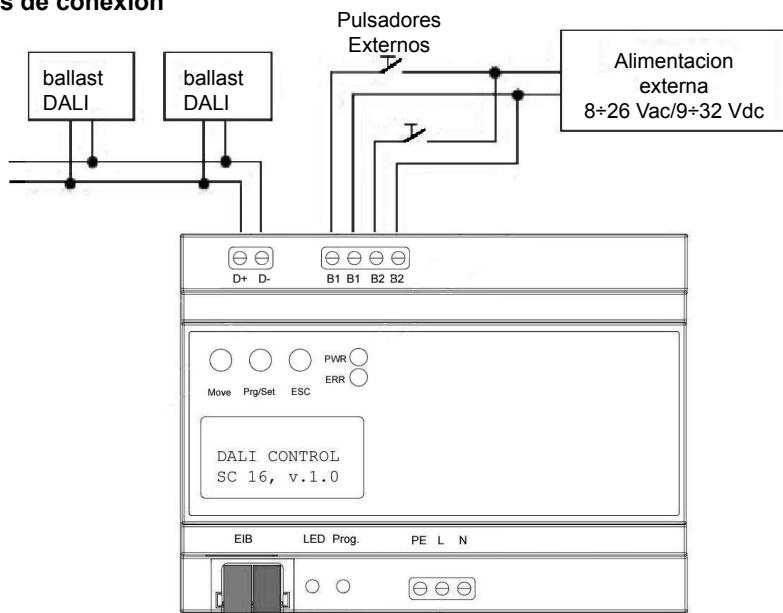 s de conexión
Pulsadores
Externos
ballast
DALI
ballast
DALI
Alimentacion
externa
8÷26 Vac/9÷32 Vdc
D+ D-
B1 B1 B2 B2
PWR
ERR
Move Prg/Set ESC
DALI CONTROL
SC 16, v.1.0
EIB LED Prog. PE L N